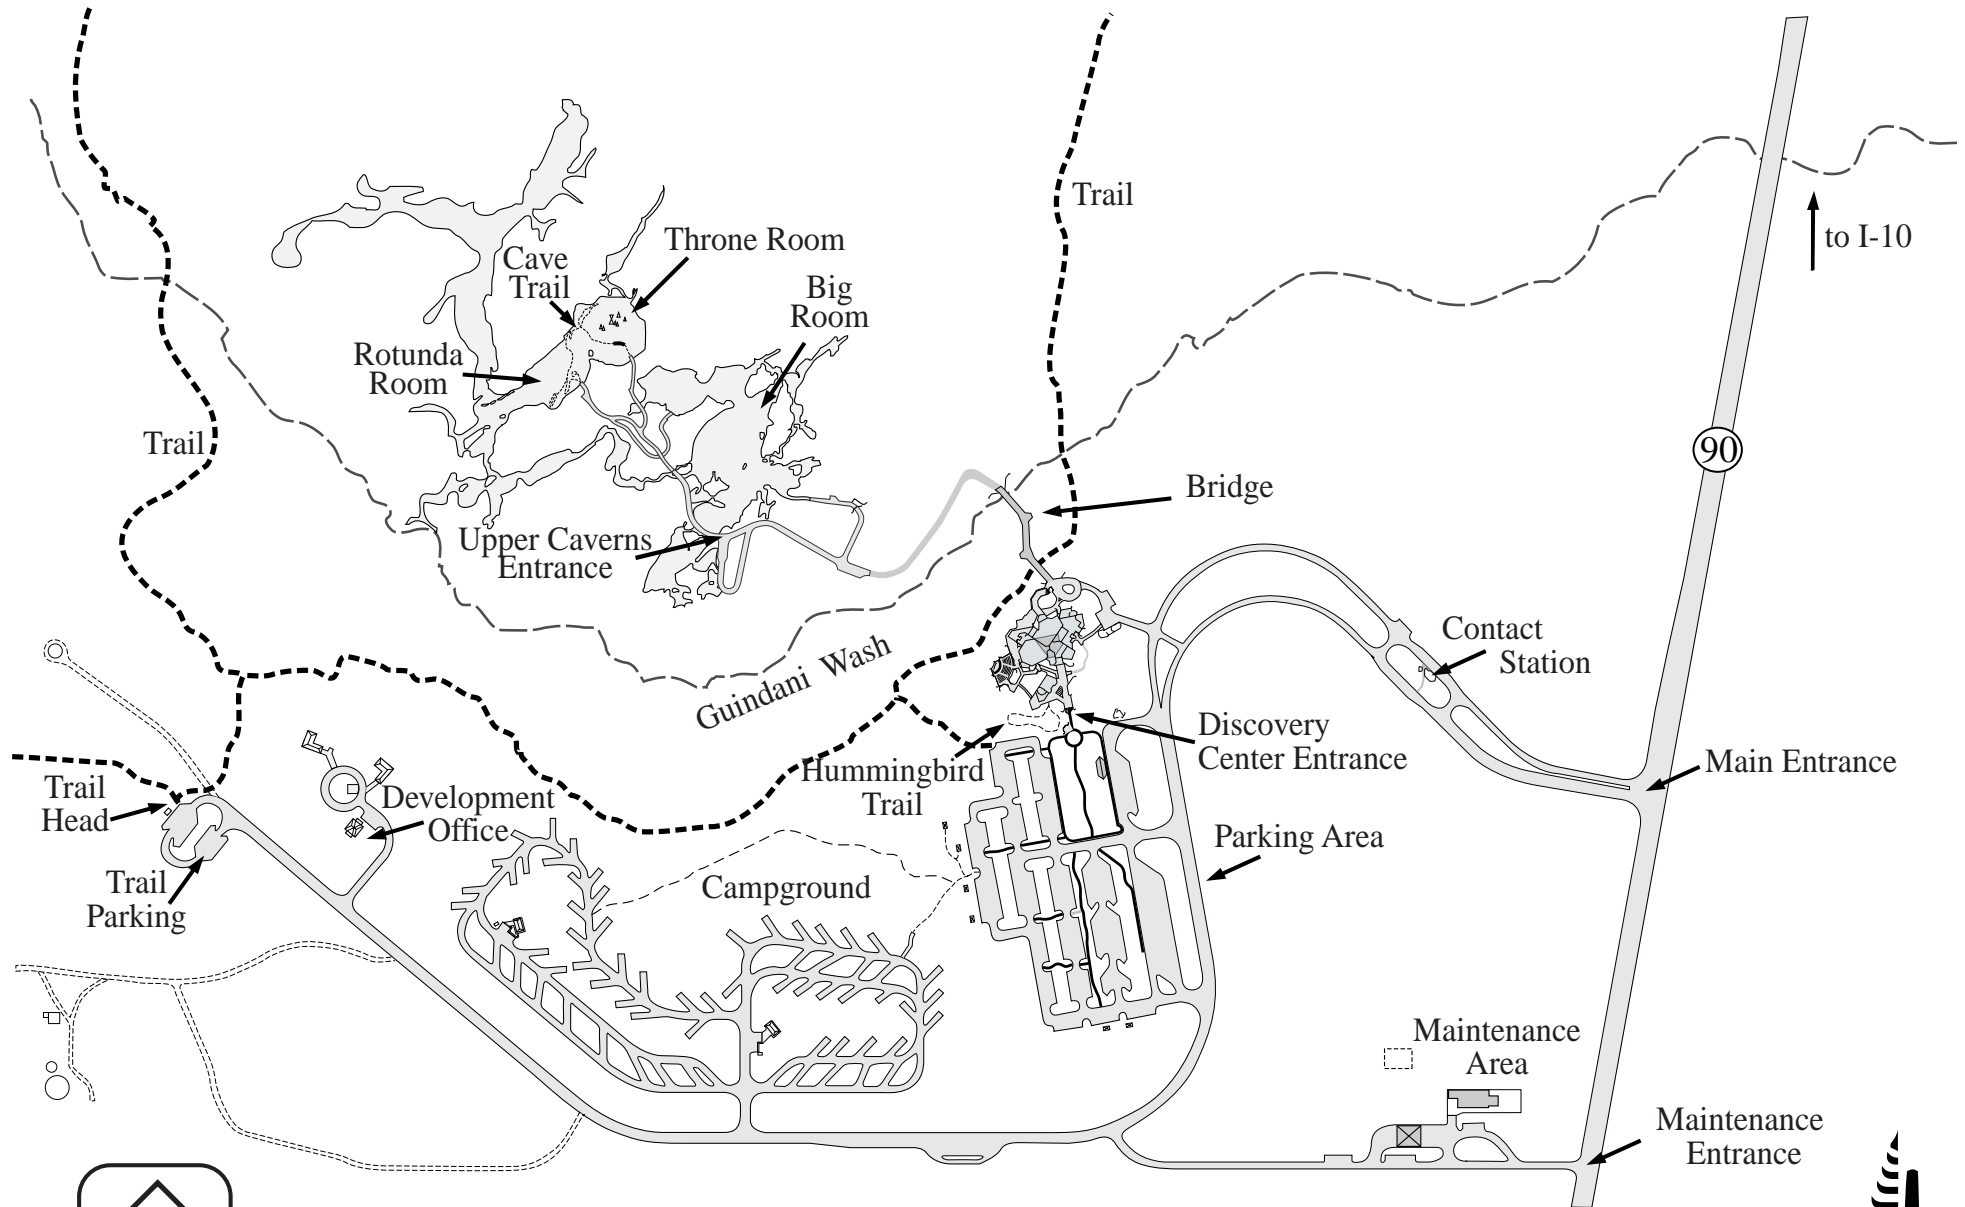 Trail
to I-10
Throne Room
Cave
Trail
Big
Room
Rotunda
Room
Trail
90
Bridge
Upper Caverns
Entrance
Contact
Station
Guindani Wash
Discovery
Center Entrance
Main Entrance
Hummingbird
Trail
Trail
Head
Development
Office
Parking Area
Trail
Parking
Campground
Maintenance
Area
Maintenance
Entrance